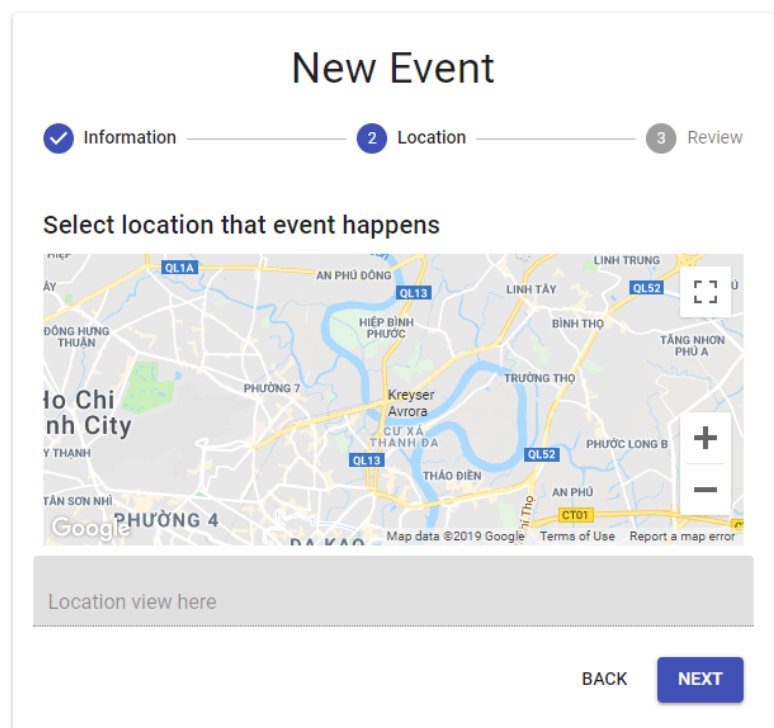 New Event
Information
2 Location
3 Review
Select location that event happens
LINH TRUNG
QL1A
AN PHÚ ĐÔNG
QL13
LINH TÂY
QL52
HIỆP BÌNH
PHƯỚC
BÌNH THỌ
ĐÔNG HƯNG
THUẬN
TĂNG NHƠN
PHÚ A
TRƯỜNG THỌ
PHƯỜNG 7
Ho Chi
nh City
Kreyser
Avrora
CƯ XÁ
THANH ĐA
PHƯỚC LONG B
Y THẠNH
QL13
QL52
THẢO ĐIỀN
TÂN SƠN NHÌ
AN PHÚ
PHƯỜNG 4
CT01
Google
ĐA KAO
Map data ©2019 Google
Terms of Use
Report a map error
Location view here
BACK
NEXT